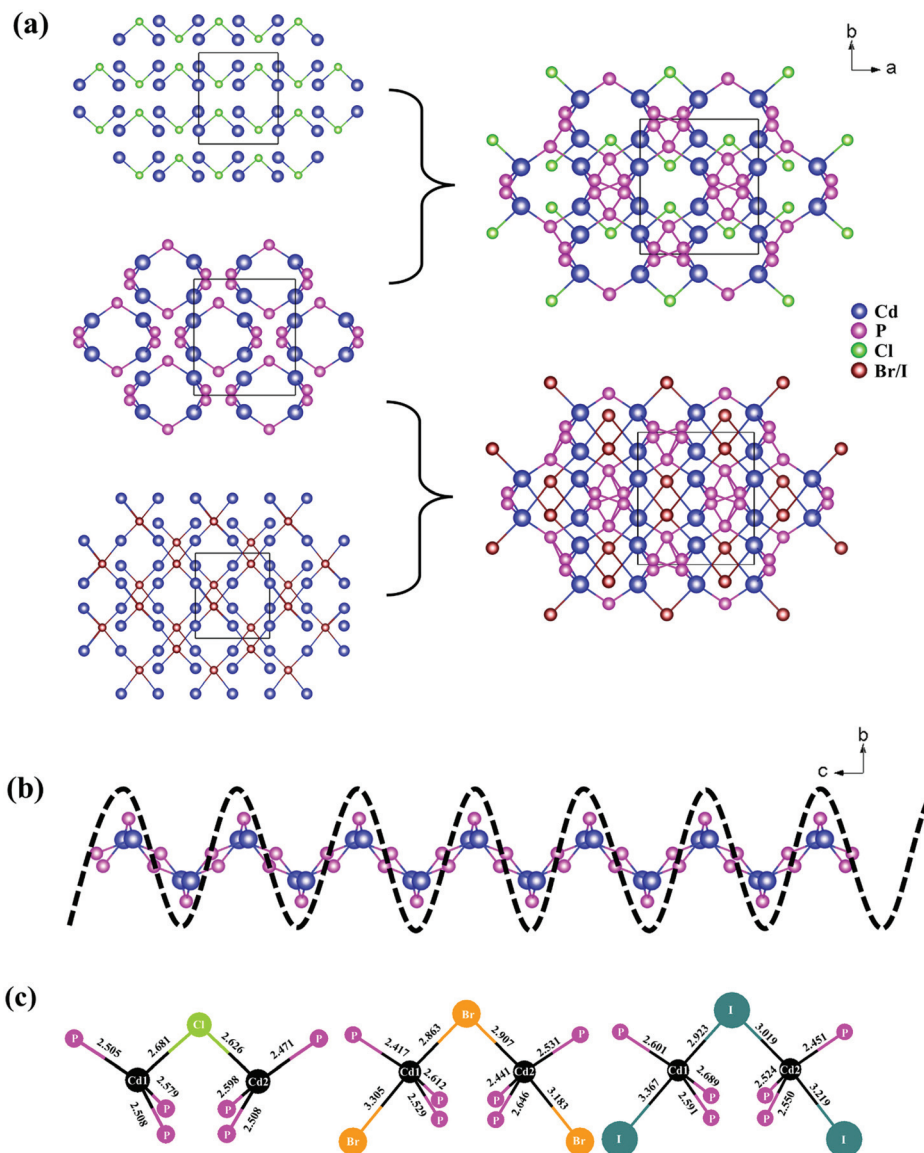 (a)
b
a
Cd
P
Cl
Br/I
b
c
(b)
(c)
Cl
Br
I
P
2.505
2.681
2.626
2.471
P
P
2.417
2.863
2.907
2.531
P
P
2.601
2.923
3.019
2.451
P
Cd1
2.579
2.598
Cd2
Cd1
2.612
2.441
Cd2
Cd1
2.689
2.524
Cd2
2.508
P
P
2.508
3.305
2.529
P
P
2.646
3.183
3.367
2.591
P
P
2.550
3.219
P
P
Br
P
P
Br
I
P
P
I